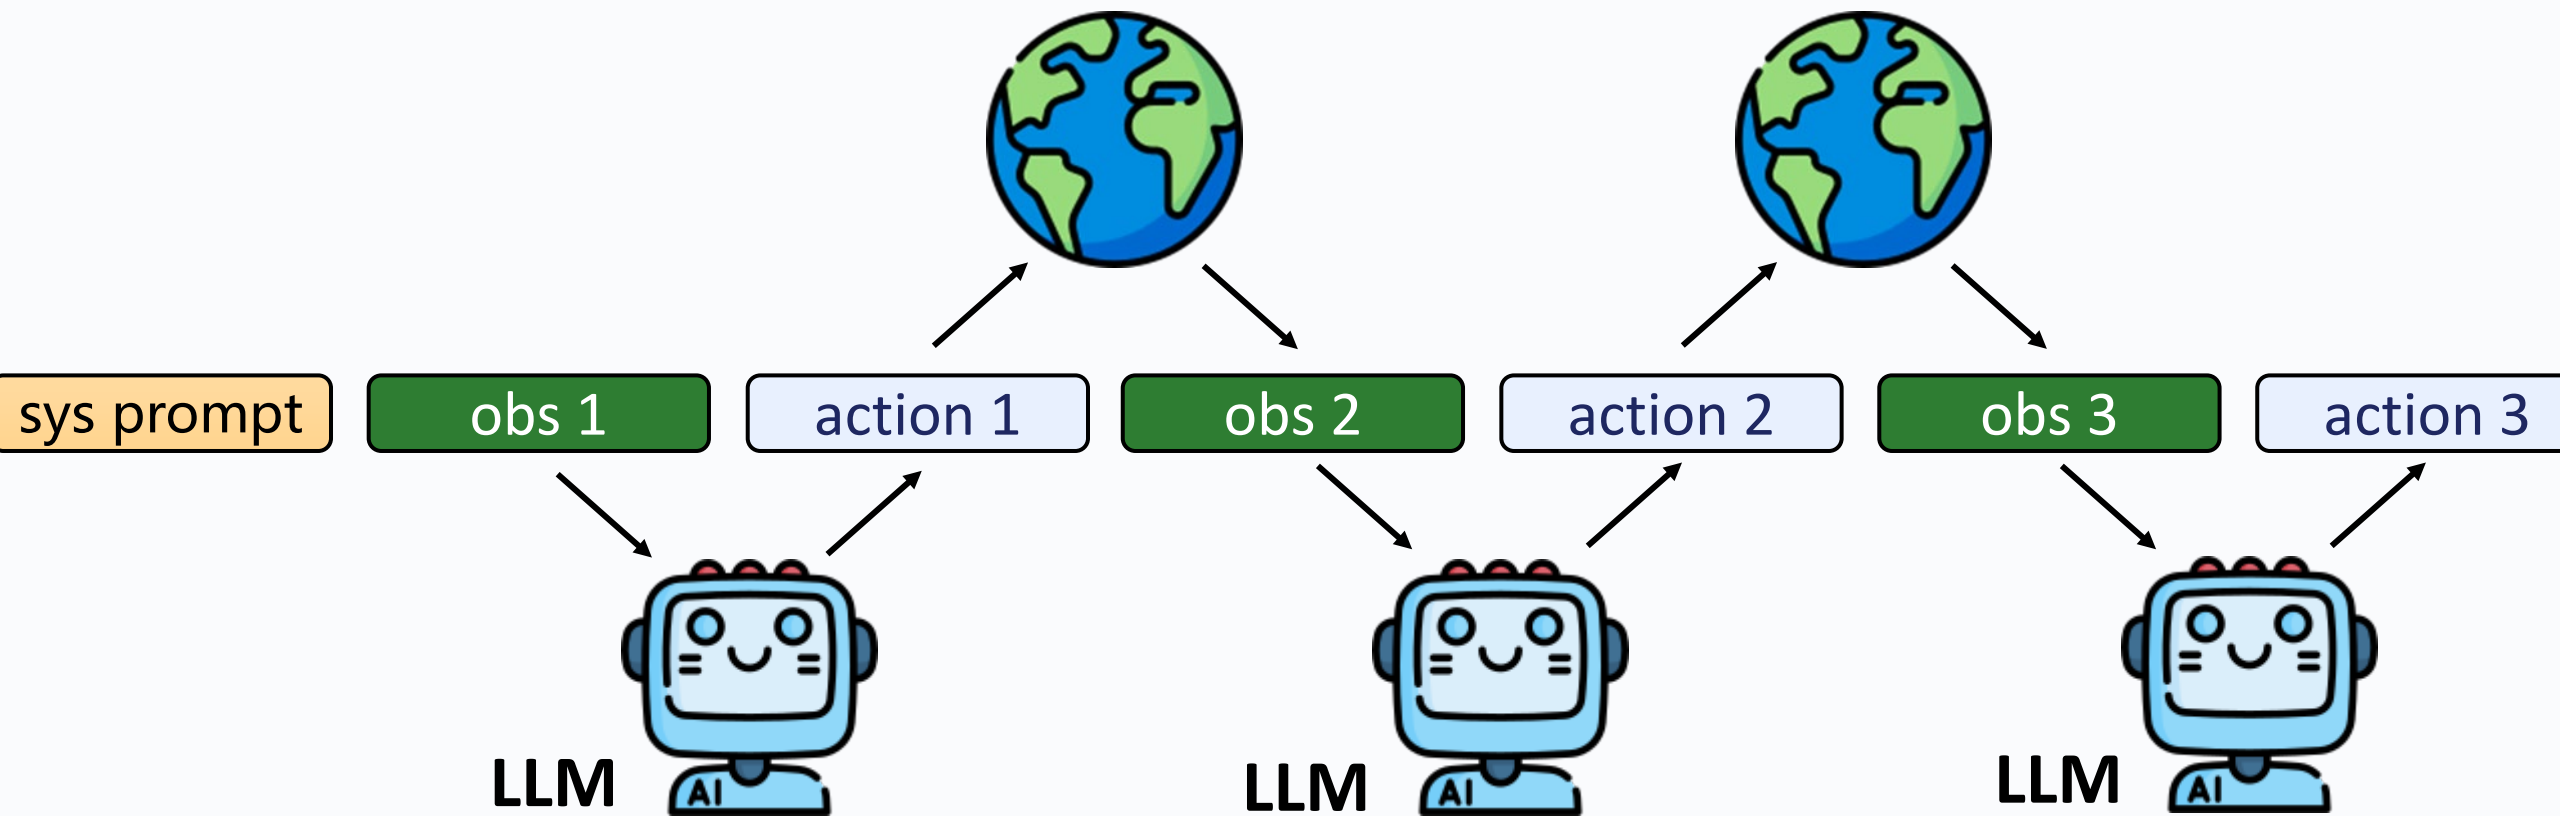 sys prompt
obs 1
action 1
obs 2
action 2
obs 3
action 3
LLM
AI
LLM
AI
LLM
AI